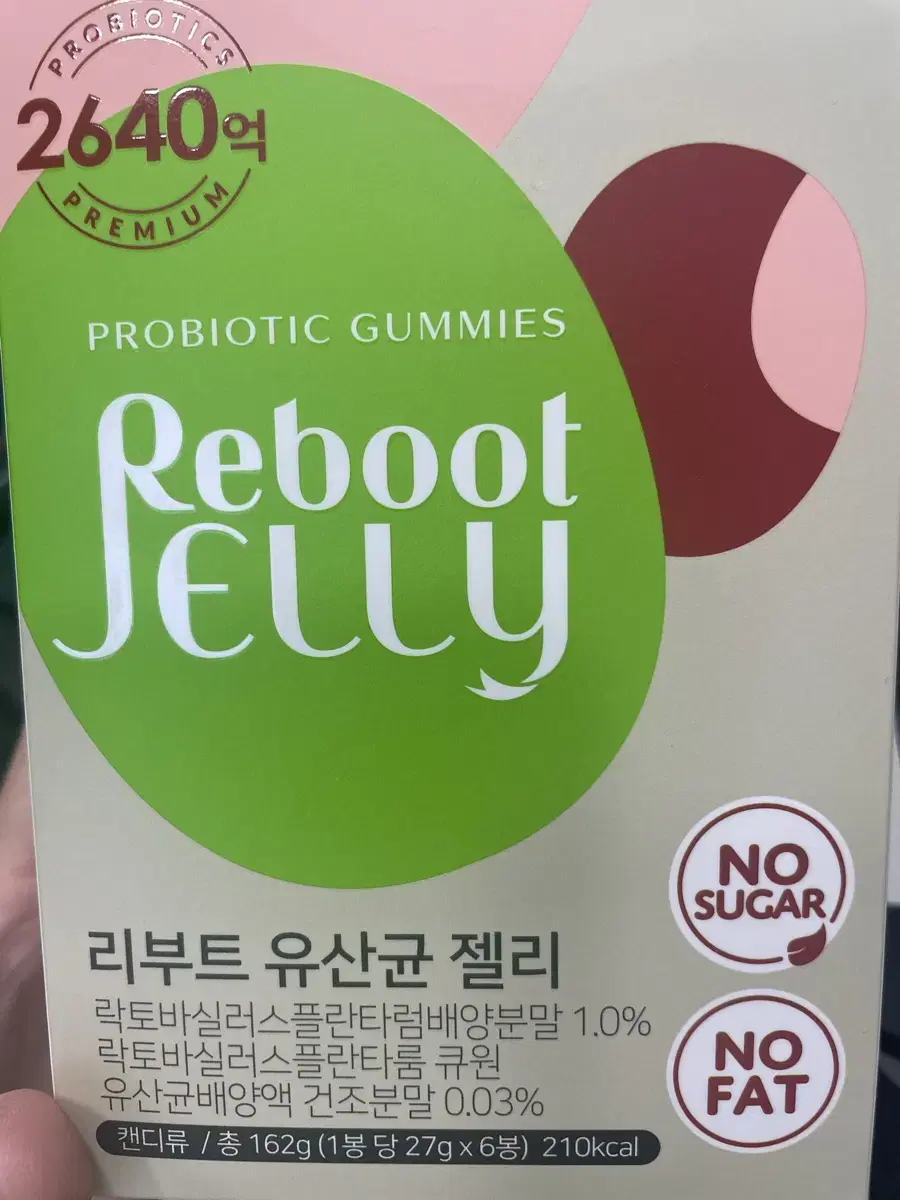 PROBIOTICS
2640억
PREMIUM
PROBIOTIC GUMMIES
Reboot
JELLY
NO
SUGAR
리부트 유산균 젤리
락토바실러스플란타럼배양분말 1.0%
락토바실러스플란타룸 큐원
유산균배양액 건조분말 0.03%
NO
FAT
캔디류 / 총 162g (1봉 당 27g x 6봉) 210kcal